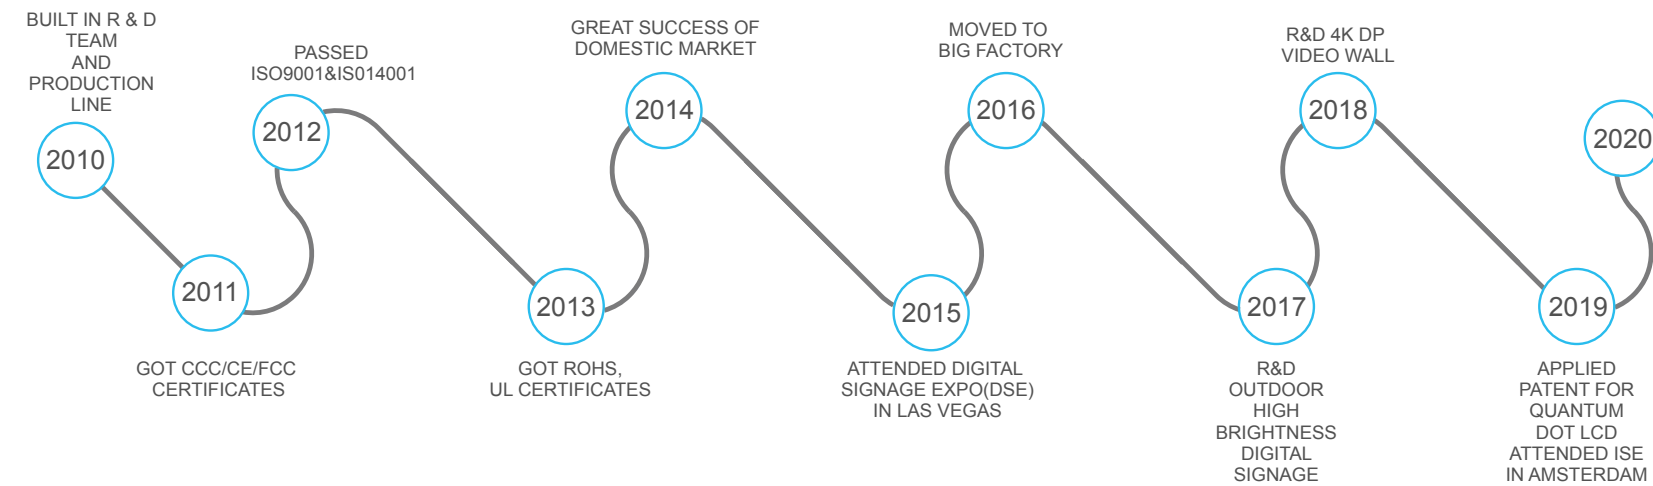 BUILT IN R & D
TEAM
AND
PRODUCTION
LINE
2010
2011
GOT CCC/CE/FCC
CERTIFICATES
PASSED
ISO9001&IS014001
2012
2013
GOT ROHS,
UL CERTIFICATES
GREAT SUCCESS OF
DOMESTIC MARKET
2014
2015
ATTENDED DIGITAL
SIGNAGE EXPO(DSE)
IN LAS VEGAS
MOVED TO
BIG FACTORY
2016
2017
R&D
OUTDOOR
HIGH
BRIGHTNESS
DIGITAL
SIGNAGE
R&D 4K DP
VIDEO WALL
2018
2019
APPLIED
PATENT FOR
QUANTUM
DOT LCD
ATTENDED ISE
IN AMSTERDAM
2020